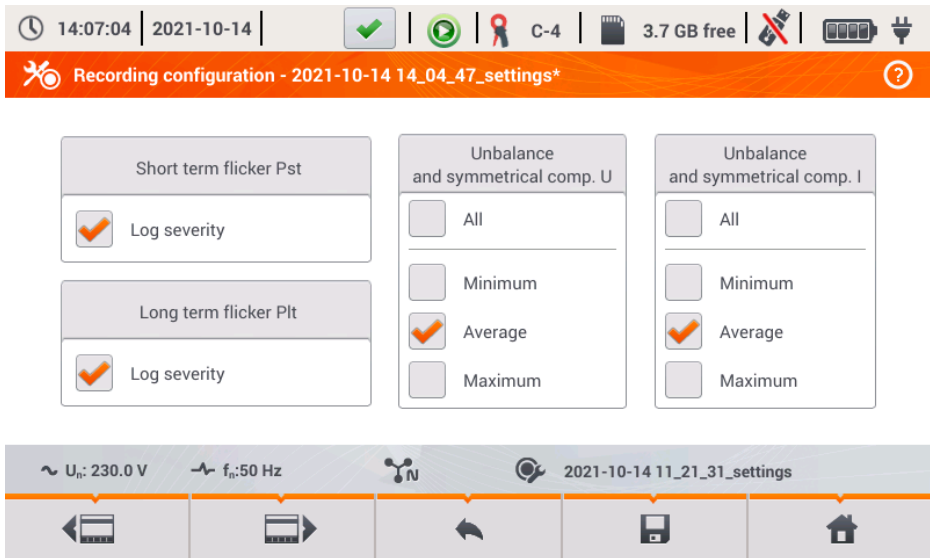 14:07:04 2021-10-14 C-4 3.7 GB free
Recording configuration - 2021-10-14 14_04_47_settings*
Short term flicker Pst
Log severity
Long term flicker Plt
Log severity
Unbalance
and symmetrical comp. U
All
Minimum
Average
Maximum
Unbalance
and symmetrical comp. I
All
Minimum
Average
Maximum
Un: 230.0 V fn:50 Hz N 2021-10-14 11_21_31_settings